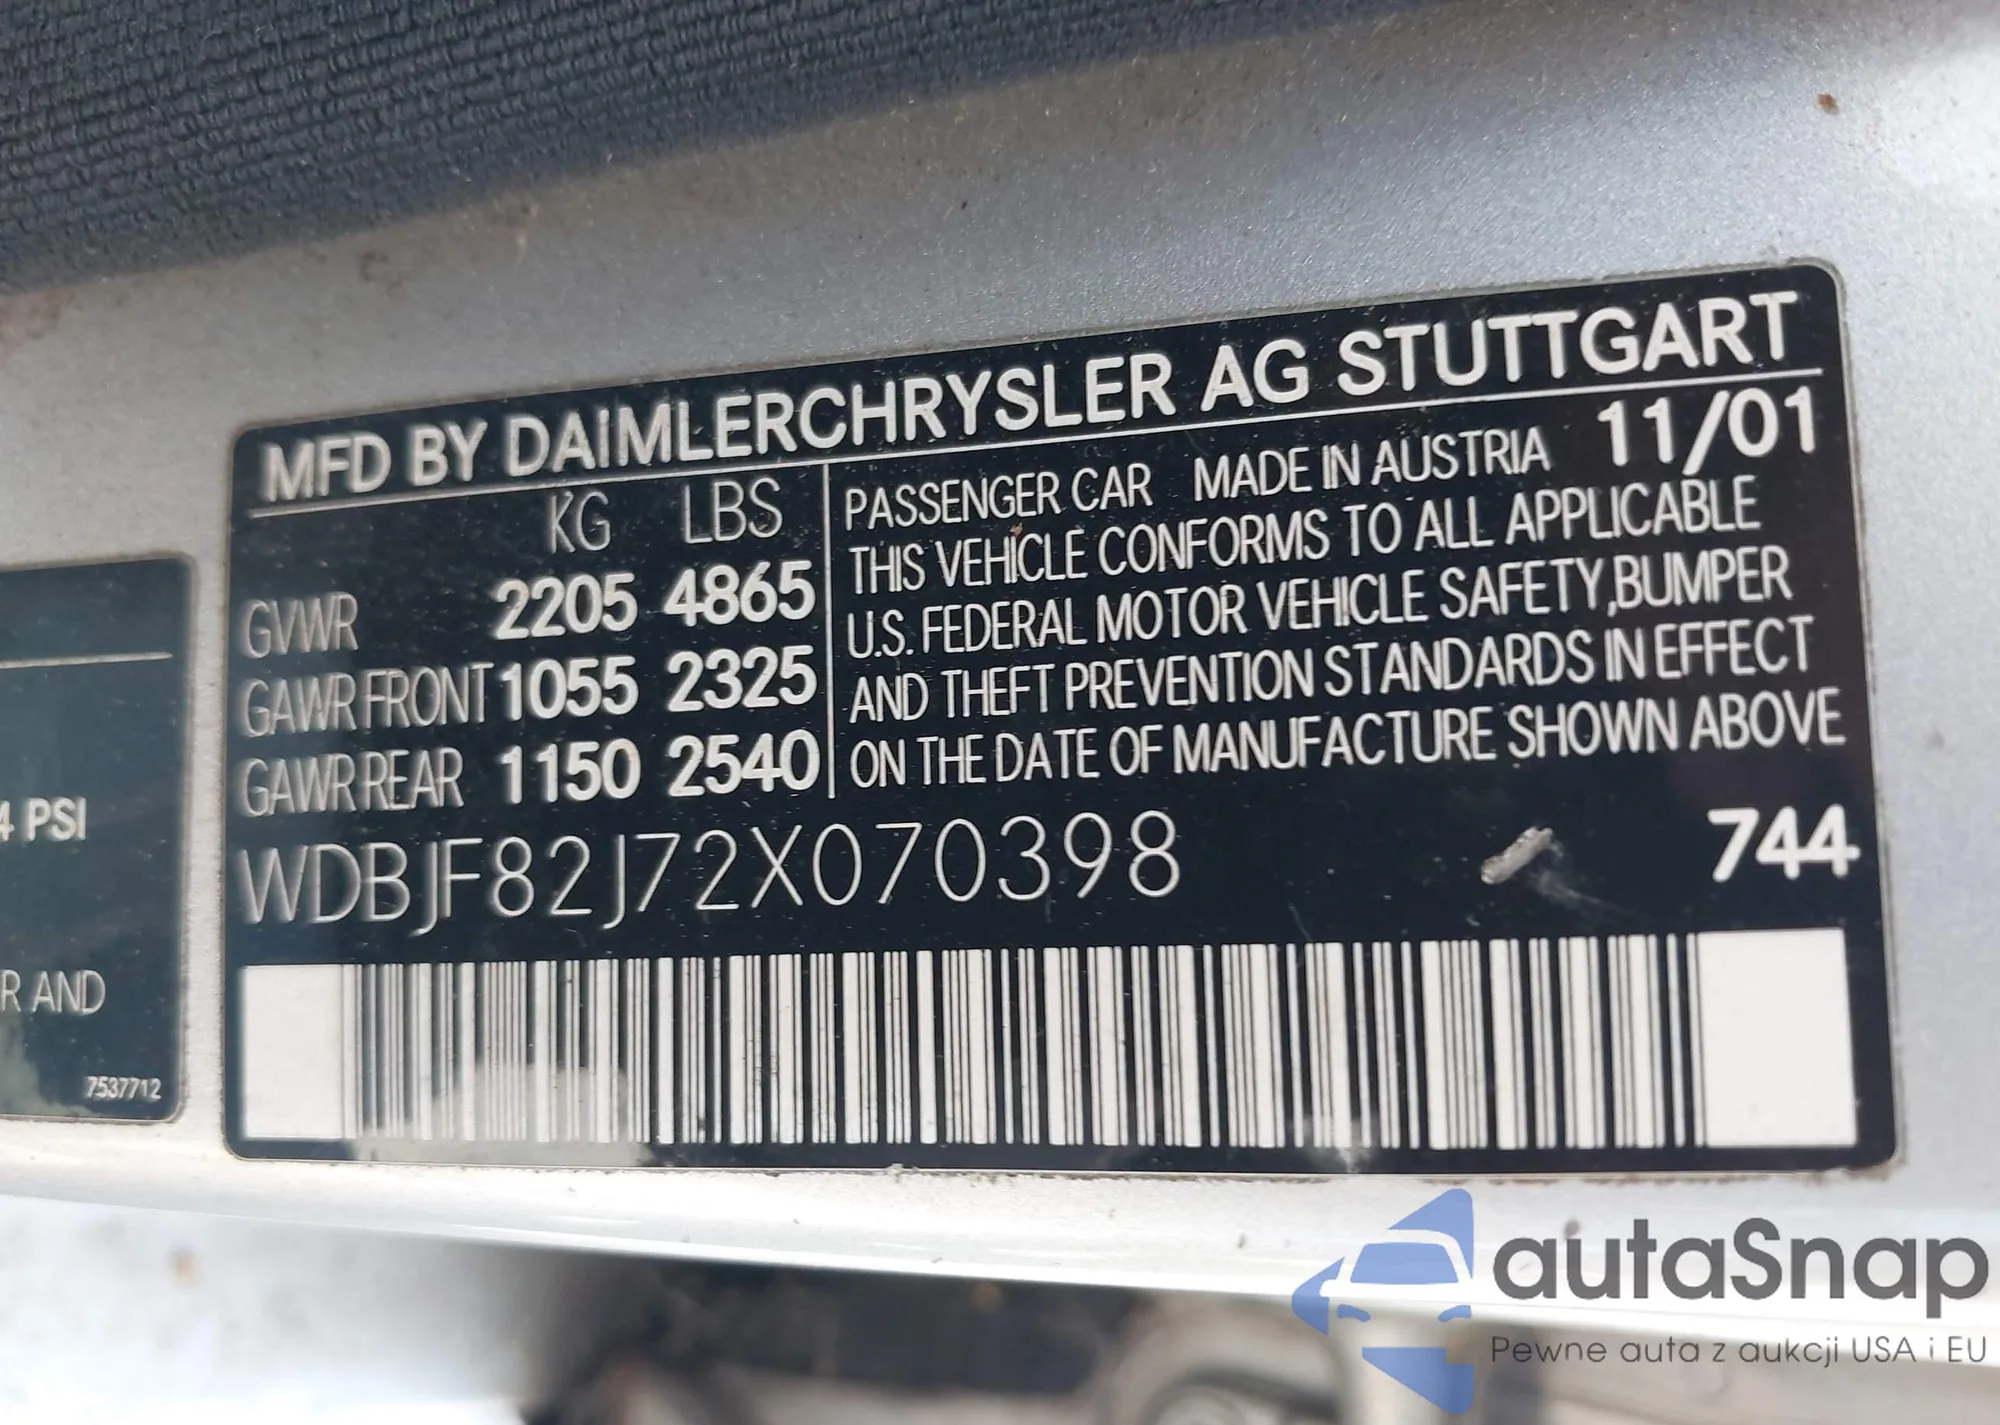 MFD BY DAIMLERCHRYSLER AG STUTTGART
KG LBS
GVWR 2205 4865
GAWR FRONT 1055 2325
GAWR REAR 1150 2540
PASSENGER CAR MADE IN AUSTRIA 11/01
THIS VEHICLE CONFORMS TO ALL APPLICABLE
U.S. FEDERAL MOTOR VEHICLE SAFETY,BUMPER
AND THEFT PREVENTION STANDARDS IN EFFECT
ON THE DATE OF MANUFACTURE SHOWN ABOVE
WDBJF82J72X070398 744
4 PSI
R AND
7537712
autaSnap
Pewne auta z aukcji USA i EU